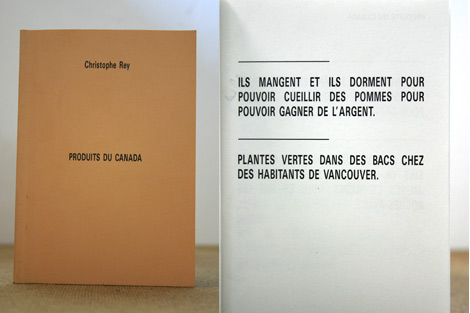 Christophe Rey
PRODUITS DU CANADA
ILS MANGENT ET ILS DORMENT POUR
POUVOIR CUEILLIR DES POMMES POUR
POUVOIR GAGNER DE L'ARGENT.
PLANTES VERTES DANS DES BACS CHEZ
DES HABITANTS DE VANCOUVER.